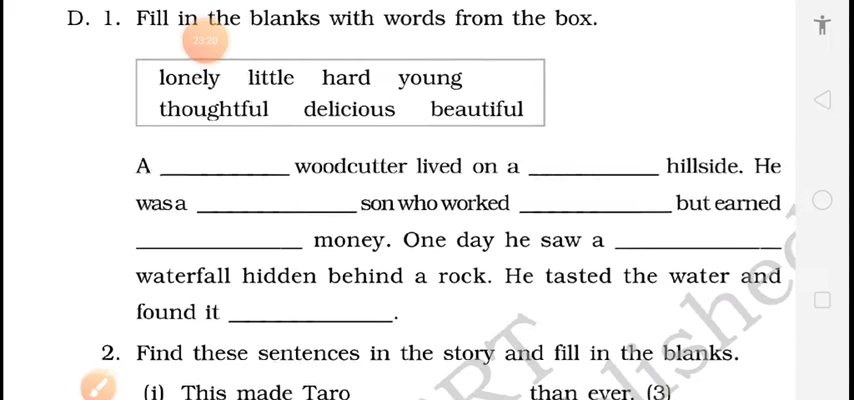 D. 1. Fill in the blanks with words from the box.
23:20
lonely little hard young
thoughtful delicious beautiful
A __________ woodcutter lived on a __________ hillside. He
was a __________ son who worked __________ but earned
__________ money. One day he saw a __________
waterfall hidden behind a rock. He tasted the water and
found it __________.
2. Find these sentences in the story and fill in the blanks.
(i) This made Taro __________ than ever. (3)